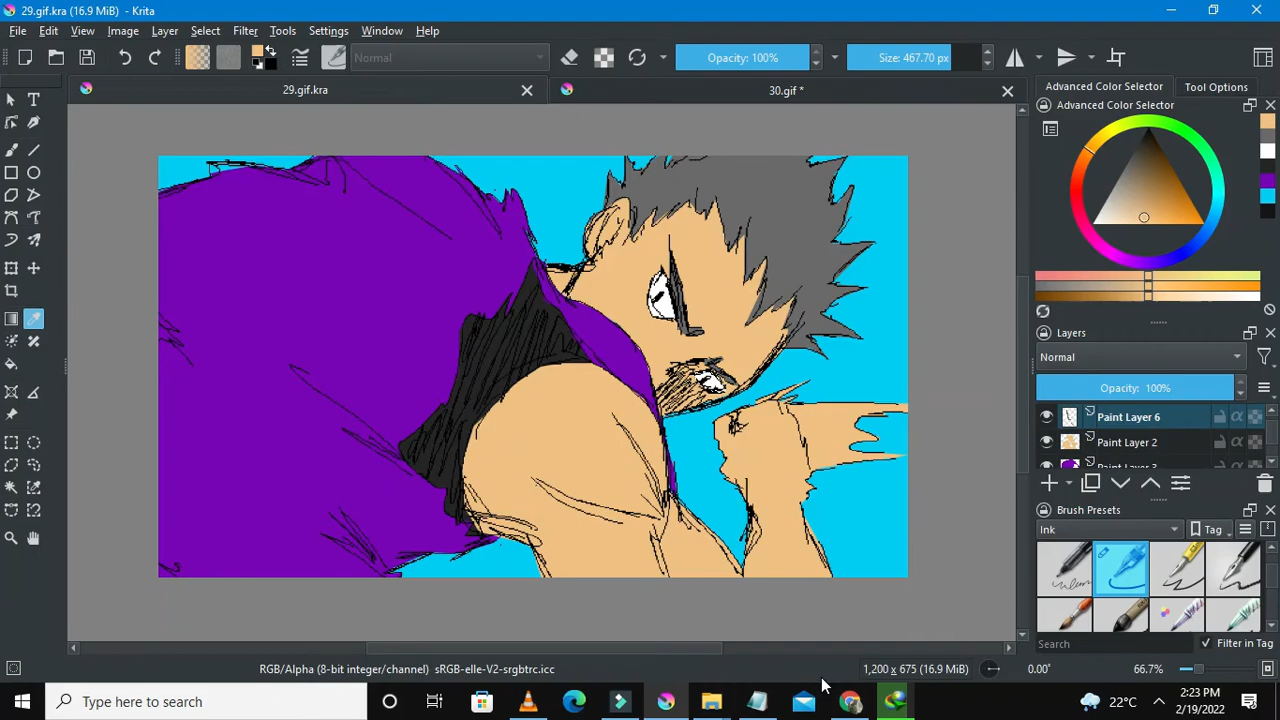 29.gif.kra (16.9 MiB) - Krita
File Edit View Image Layer Select Filter Tools Settings Window Help
Normal Opacity: 100% Size: 467.70 px
29.gif.kra 30.gif *
Advanced Color Selector Tool Options
Advanced Color Selector
Layers
Normal
Opacity: 100%
Paint Layer 6
Paint Layer 2
Paint Layer 3
Brush Presets
Ink Tag
Search Filter in Tag
RGB/Alpha (8-bit integer/channel) sRGB-elle-V2-srgbtrc.icc 1,200 x 675 (16.9 MiB) 0.00° 66.7%
Type here to search 22°C 2:23 PM
2/19/2022